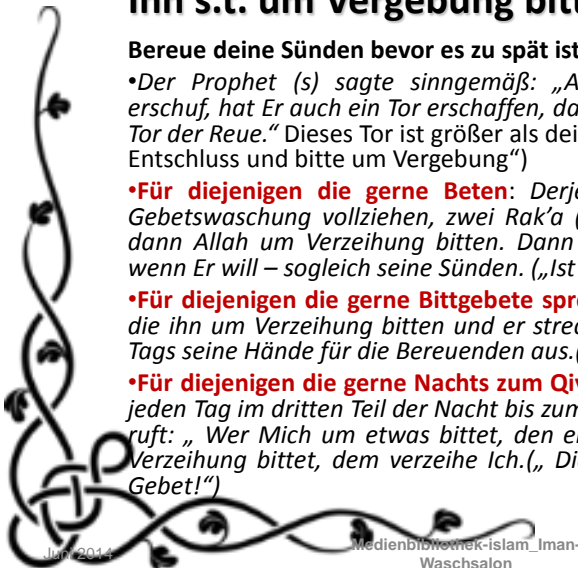 Ihn s.t. um Vergebung bitt
Bereue deine Sünden bevor es zu spät ist
•Der Prophet (s) sagte sinngemäß: „A
erschuf, hat Er auch ein Tor erschaffen, da
Tor der Reue.“ Dieses Tor ist größer als dei
Entschluss und bitte um Vergebung“)
•Für diejenigen die gerne Beten: Derje
Gebetswaschung vollziehen, zwei Rak’a (
dann Allah um Verzeihung bitten. Dann
wenn Er will – sogleich seine Sünden. („Ist
•Für diejenigen die gerne Bittgebete spr
die ihn um Verzeihung bitten und er stre
Tags seine Hände für die Bereuenden aus.(
•Für diejenigen die gerne Nachts zum Qi
jeden Tag im dritten Teil der Nacht bis zum
ruft: „ Wer Mich um etwas bittet, den e
Verzeihung bittet, dem verzeihe Ich.(„ Di
Gebet!“)
Juni 2014
Medienbibliothek-islam_Iman-
Waschsalon